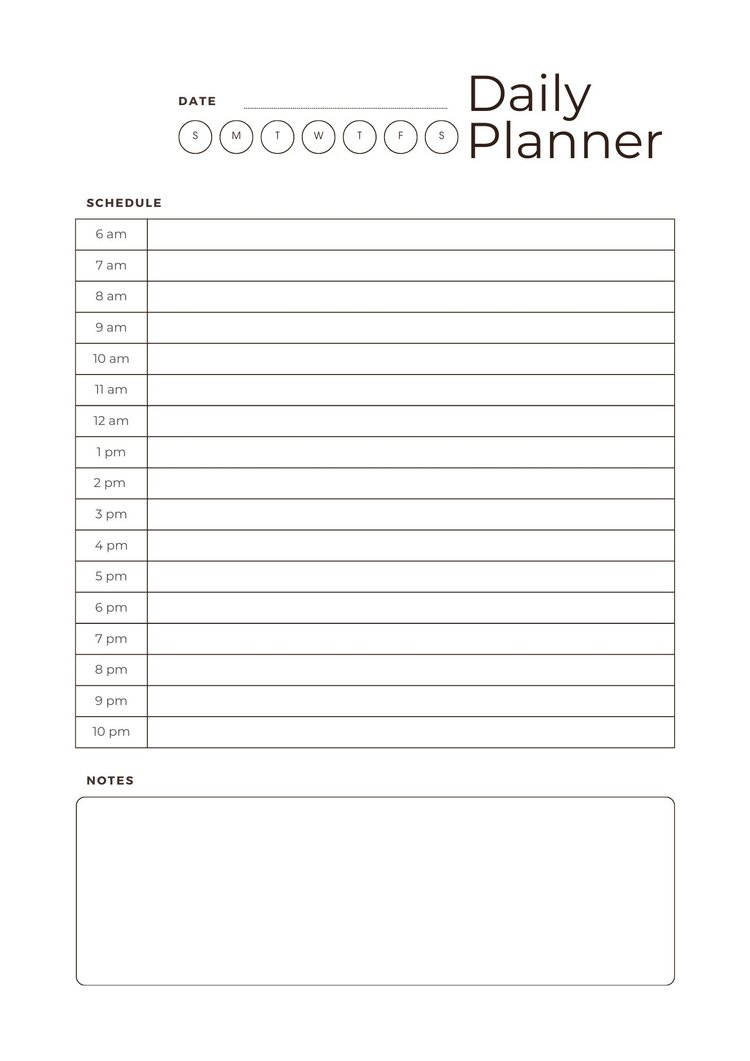 DATE
Daily
Planner
S M T W T F S
SCHEDULE
6 am
7 am
8 am
9 am
10 am
11 am
12 am
1 pm
2 pm
3 pm
4 pm
5 pm
6 pm
7 pm
8 pm
9 pm
10 pm
NOTES